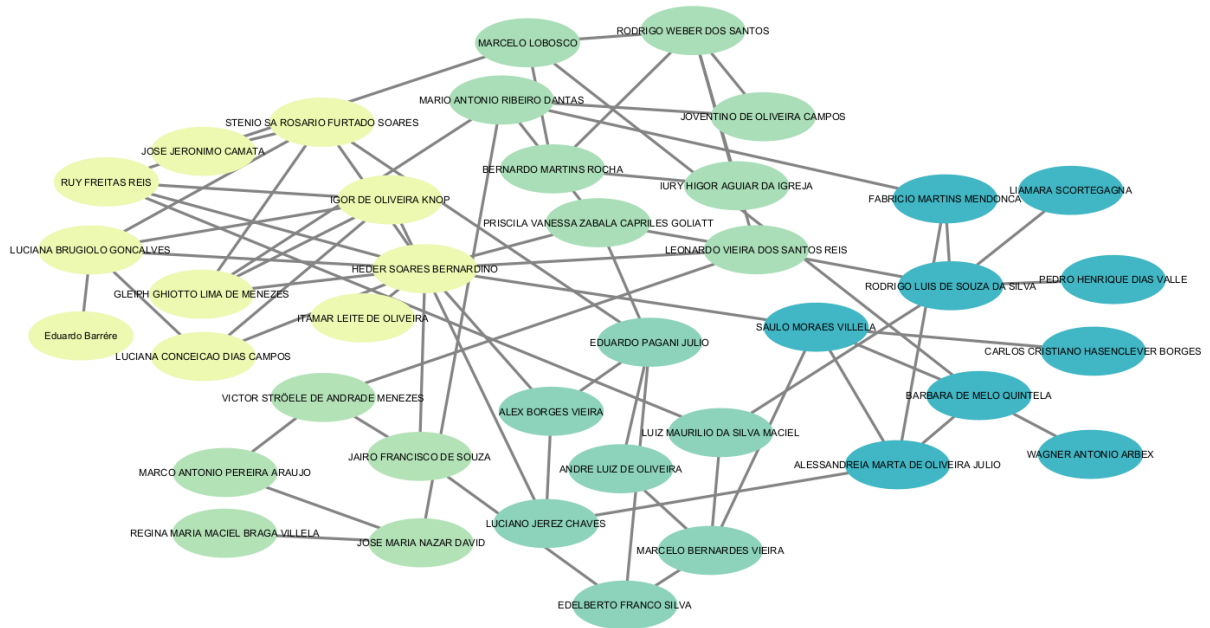 RODRIGO WEBER DOS SANTOS
MARCELO LOBOSCO
MARIO ANTONIO RIBEIRO DANTAS
JOVENTINO DE OLIVEIRA CAMPOS
STENIO SA ROSARIO FURTADO SOARES
JOSE JERONIMO CAMATA
BERNARDO MARTINS ROCHA
RUY FREITAS REIS
IURY HIGOR AGUIAR DA IGREJA
LIAMARA SCORTEGAGNA
IGOR DE OLIVEIRA KNOP
FABRICIO MARTINS MENDONCA
PRISCILA VANESSA ZABALA CAPRILES GOLIATT
LUCIANA BRUGIOLO GONCALVES
LEONARDO VIEIRA DOS SANTOS REIS
HEDER SOARES BERNARDINO
PEDRO HENRIQUE DIAS VALLE
RODRIGO LUIS DE SOUZA DA SILVA
GLEIPH GHIOTTO LIMA DE MENEZES
ITAMAR LEITE DE OLIVEIRA
SAULO MORAES VILLELA
Eduardo Barrére
EDUARDO PAGANI JULIO
CARLOS CRISTIANO HASENCLEVER BORGES
LUCIANA CONCEICAO DIAS CAMPOS
BARBARA DE MELO QUINTELA
VICTOR STRÖELE DE ANDRADE MENEZES
ALEX BORGES VIEIRA
LUIZ MAURILIO DA SILVA MACIEL
WAGNER ANTONIO ARBEX
JAIRO FRANCISCO DE SOUZA
ALESSANDREIA MARTA DE OLIVEIRA JULIO
MARCO ANTONIO PEREIRA ARAUJO
ANDRE LUIZ DE OLIVEIRA
LUCIANO JEREZ CHAVES
REGINA MARIA MACIEL BRAGA VILLELA
JOSE MARIA NAZAR DAVID
MARCELO BERNARDES VIEIRA
EDELBERTO FRANCO SILVA